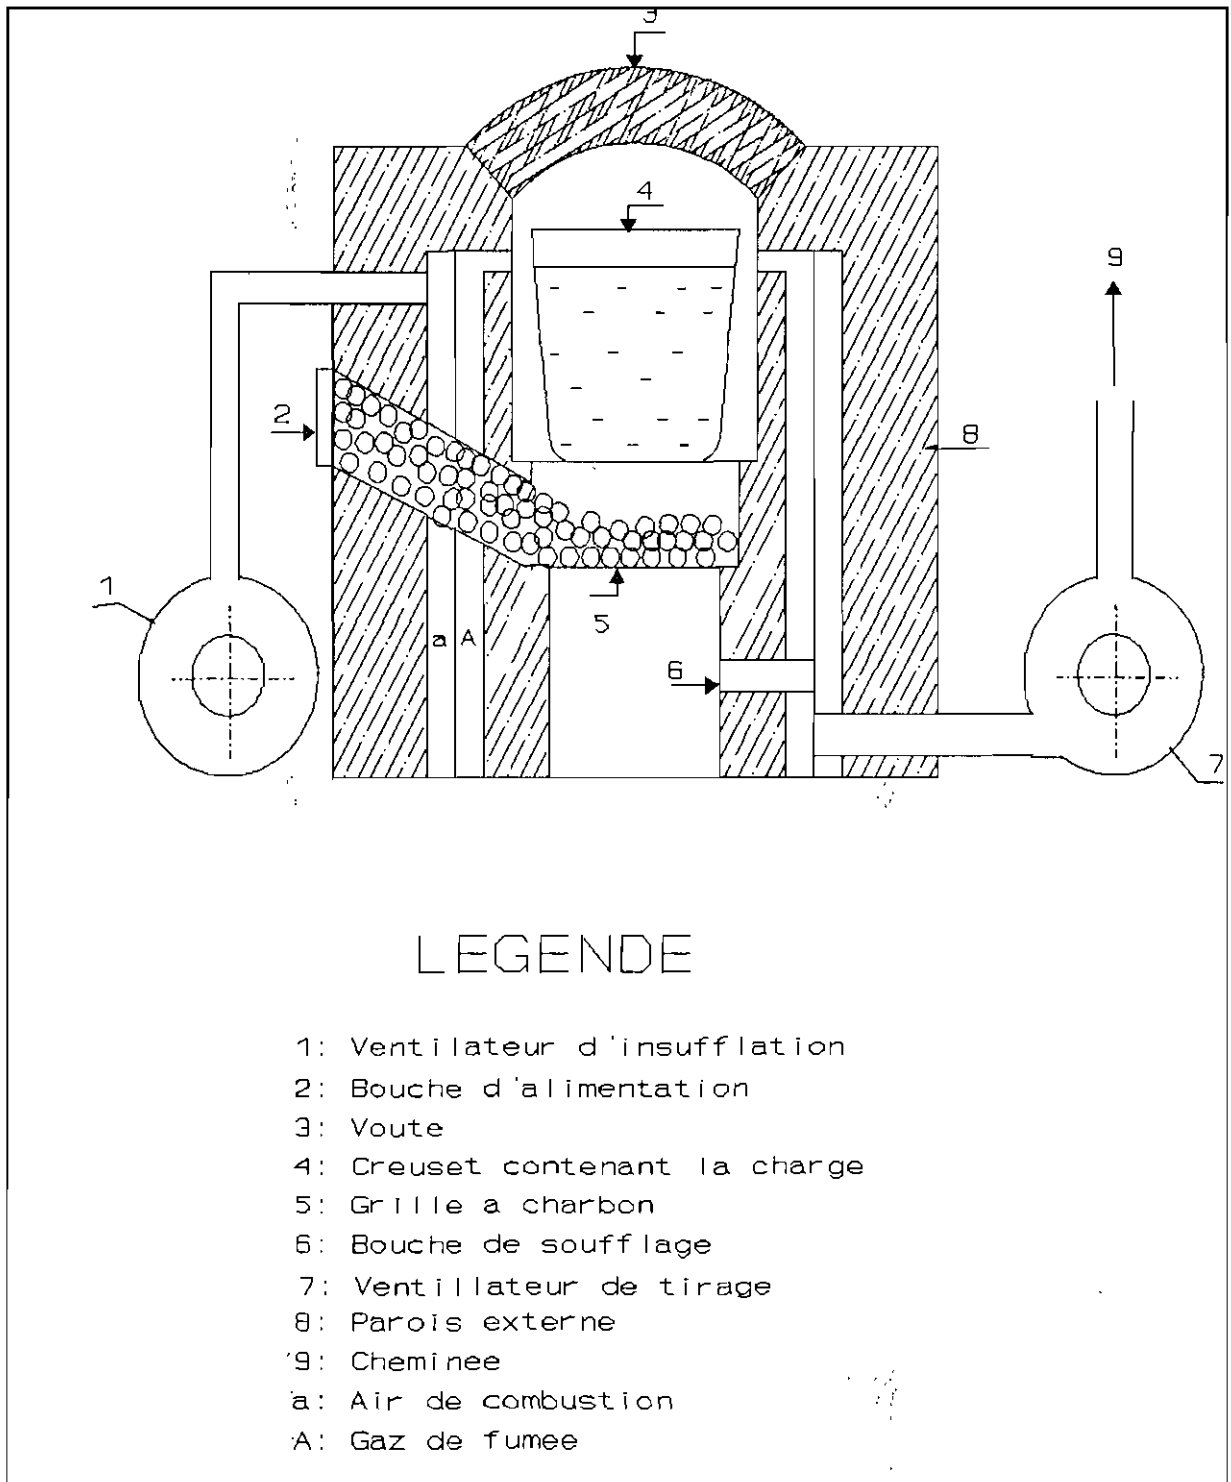 3
4
9
2
8
1
5
a A
6
7
LEGENDE
1: Ventilateur d'insufflation
2: Bouche d'alimentation
3: Voute
4: Creuset contenant la charge
5: Grille a charbon
6: Bouche de soufflage
7: Ventillateur de tirage
8: Parois externe
9: Cheminee
a: Air de combustion
A: Gaz de fumee